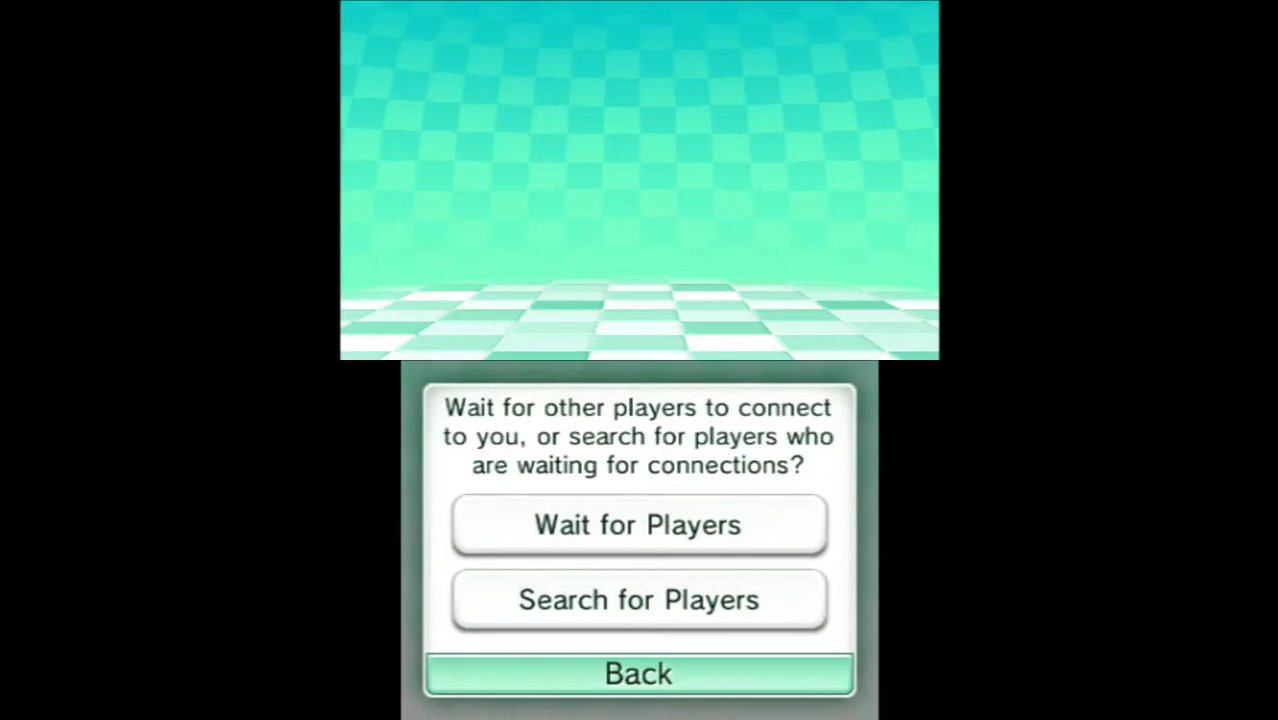 Wait for other players to connect
to you, or search for players who
are waiting for connections?
Wait for Players
Search for Players
Back